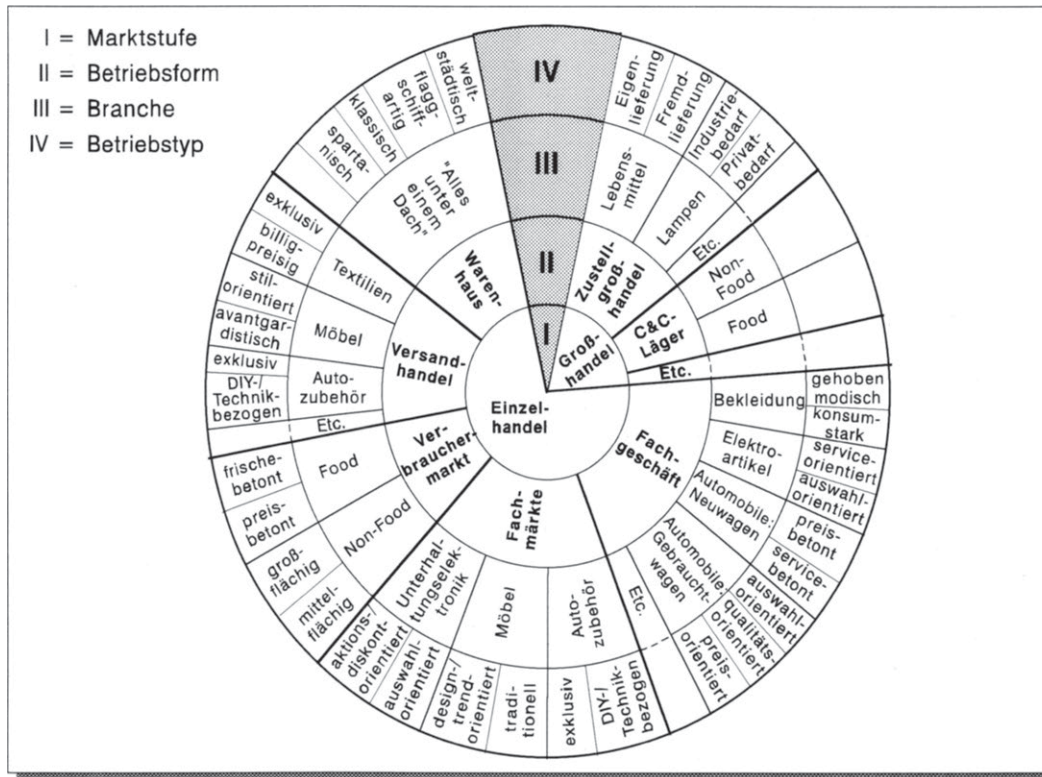 I = Marktstufe
II = Betriebsform
III = Branche
IV = Betriebstyp
IV
III
II
I
Groß-
handel
Zustell-
groß-
handel
Lebens-
mittel
Eigen-
lieferung
Fremd-
lieferung
Lampen
Industrie-
bedarf
Privat-
bedarf
Etc.
C&C-
Läger
Non-
Food
Food
Etc.
Einzel-
handel
Fach-
geschäft
Bekleidung
gehoben
modisch
konsum-
stark
Elektro-
artikel
service-
orientiert
auswahl-
orientiert
Automobile:
Neuwagen
preis-
betont
service-
betont
Automobile:
Gebraucht-
wagen
auswahl-
orientiert
qualitäts-
orientiert
preis-
orientiert
Etc.
Fach-
märkte
Auto-
zubehör
DIY-/
Technik-
bezogen
exklusiv
Möbel
tradi-
tionell
design-/
trend-
orientiert
Unterhal-
tungselek-
tronik
auswahl-
orientiert
aktions-/
diskont-
orientiert
Ver-
braucher-
markt
Non-Food
mittel-
flächig
groß-
flächig
Food
preis-
betont
frische-
betont
Versand-
handel
Etc.
Auto-
zubehör
DIY-/
Technik-
bezogen
exklusiv
Möbel
avantgar-
distisch
stil-
orientiert
Textilien
billig-
preisig
exklusiv
Waren-
haus
"Alles
unter
einem
Dach"
sparta-
nisch
klassisch
flagg-
schiff-
artig
welt-
städtisch